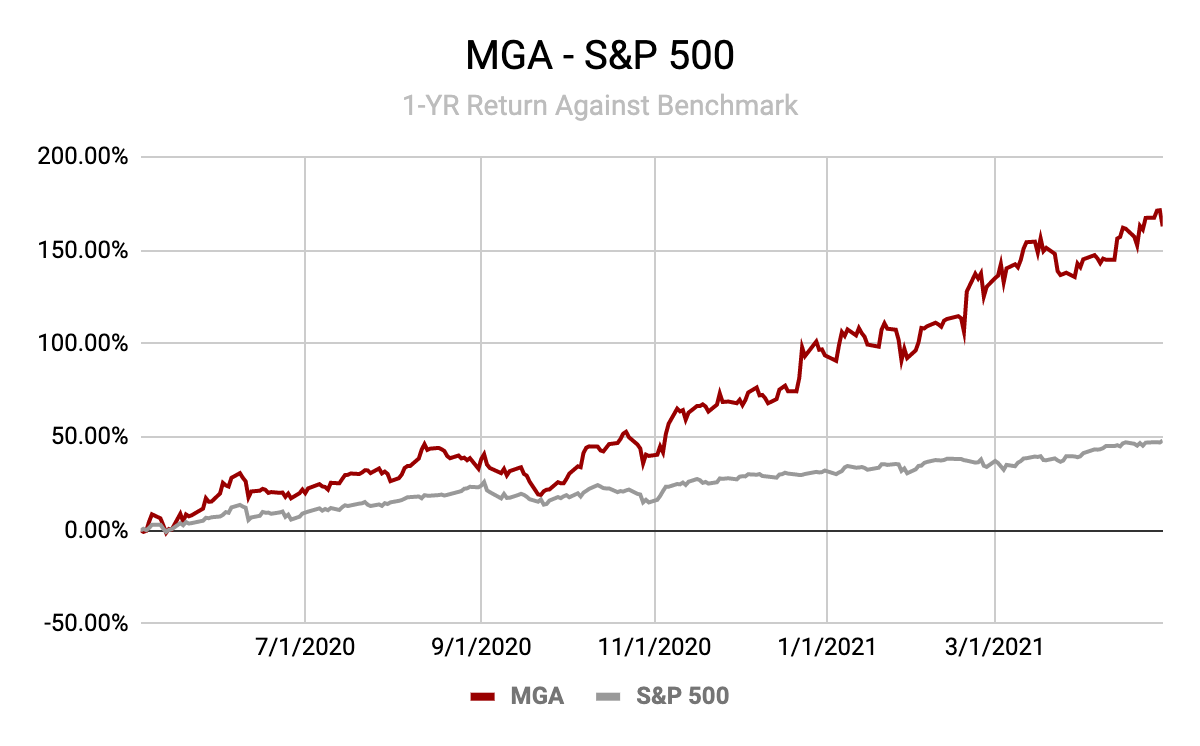 MGA - S&P 500
1-YR Return Against Benchmark
200.00%
150.00%
100.00%
50.00%
0.00%
-50.00%
7/1/2020 9/1/2020 11/1/2020 1/1/2021 3/1/2021
MGA S&P 500